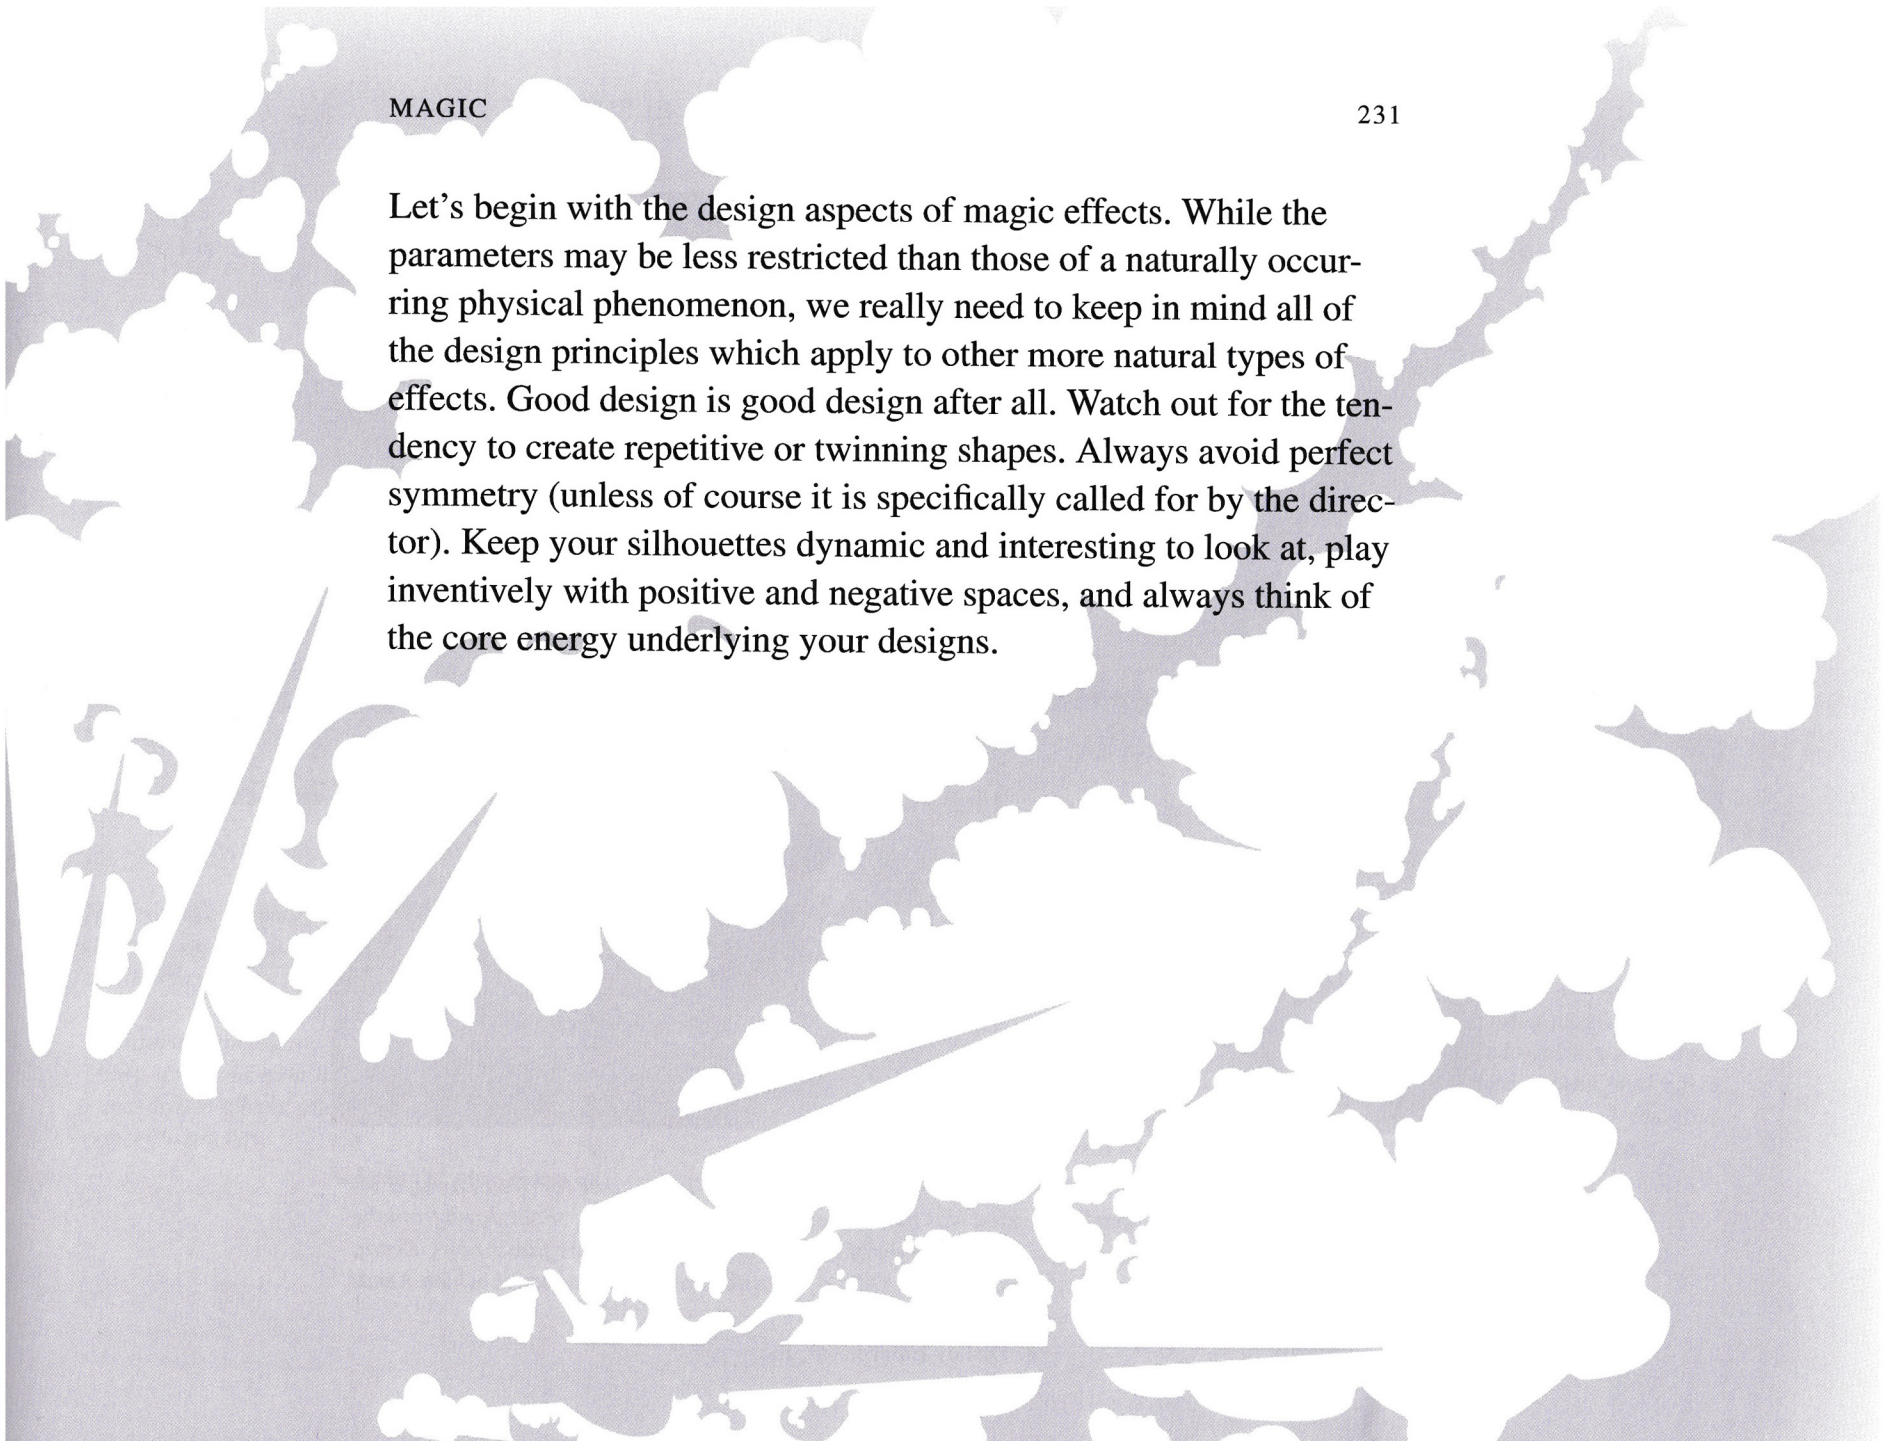 MAGIC
231
Let's begin with the design aspects of magic effects. While the
parameters may be less restricted than those of a naturally occur-
ring physical phenomenon, we really need to keep in mind all of
the design principles which apply to other more natural types of
effects. Good design is good design after all. Watch out for the ten-
dency to create repetitive or twinning shapes. Always avoid perfect
symmetry (unless of course it is specifically called for by the direc-
tor). Keep your silhouettes dynamic and interesting to look at, play
inventively with positive and negative spaces, and always think of
the core energy underlying your designs.